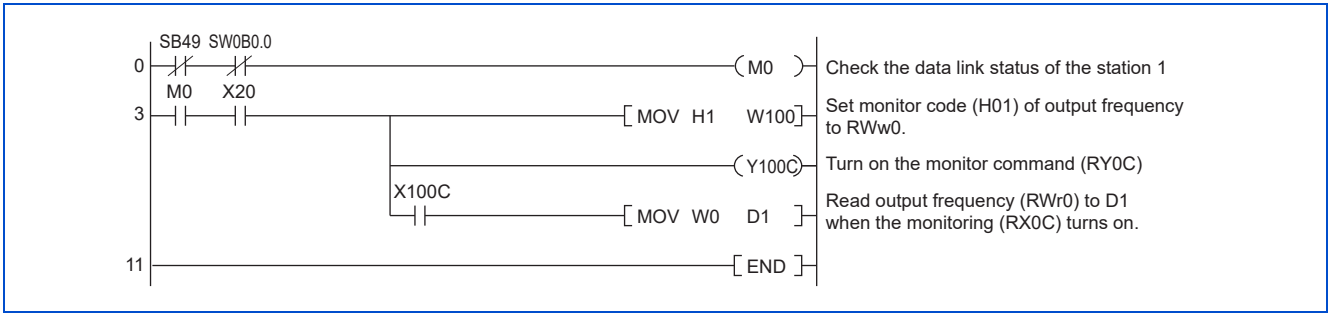 SB49 SW0B0.0
0 M0 Check the data link status of the station 1
M0 X20
3 MOV H1 W100 Set monitor code (H01) of output frequency
to RWw0.
Y100C Turn on the monitor command (RY0C)
X100C
MOV W0 D1 Read output frequency (RWr0) to D1
when the monitoring (RX0C) turns on.
11 END